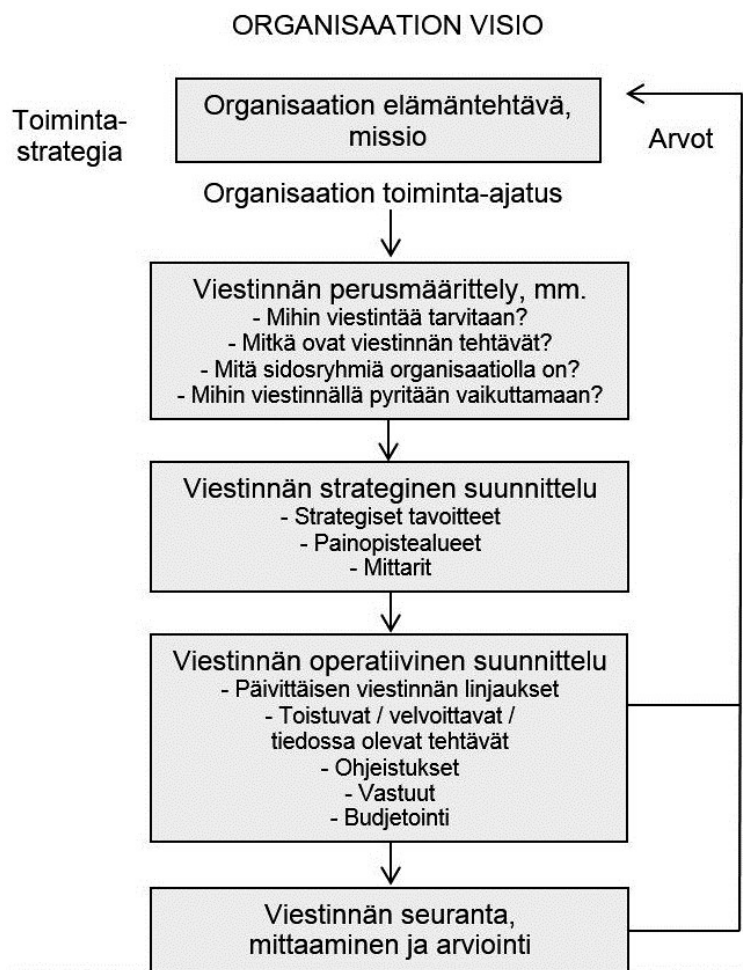 ORGANISAATION VISIO
Toiminta-
strategia
Organisaation elämäntehtävä,
missio
Arvot
Organisaation toiminta-ajatus
Viestinnän perusmäärittely, mm.
- Mihin viestintää tarvitaan?
- Mitkä ovat viestinnän tehtävät?
- Mitä sidosryhmiä organisaatiolla on?
- Mihin viestinnällä pyritään vaikuttamaan?
Viestinnän strateginen suunnittelu
- Strategiset tavoitteet
- Painopistealueet
- Mittarit
Viestinnän operatiivinen suunnittelu
- Päivittäisen viestinnän linjaukset
- Toistuvat / velvoittavat /
tiedossa olevat tehtävät
- Ohjeistukset
- Vastuut
- Budjetointi
Viestinnän seuranta,
mittaaminen ja arviointi